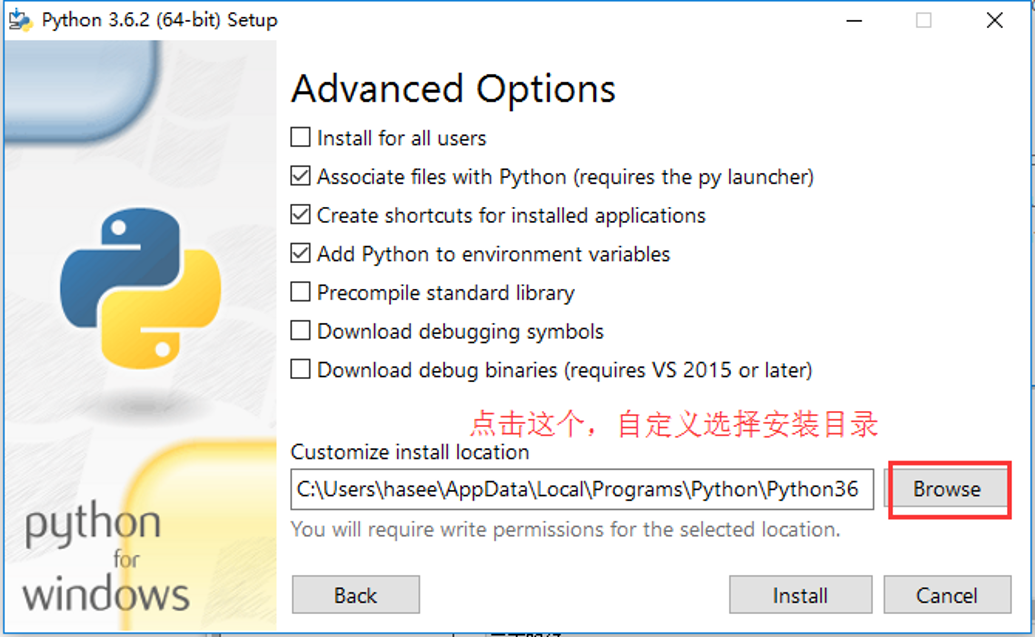 Python 3.6.2 (64-bit) Setup
Advanced Options
Install for all users
Associate files with Python (requires the py launcher)
Create shortcuts for installed applications
Add Python to environment variables
Precompile standard library
Download debugging symbols
Download debug binaries (requires VS 2015 or later)
点击这个，自定义选择安装目录
Customize install location
C:\Users\hasee\AppData\Local\Programs\Python\Python36
Browse
You will require write permissions for the selected location.
python
for
windows
Back
Install
Cancel